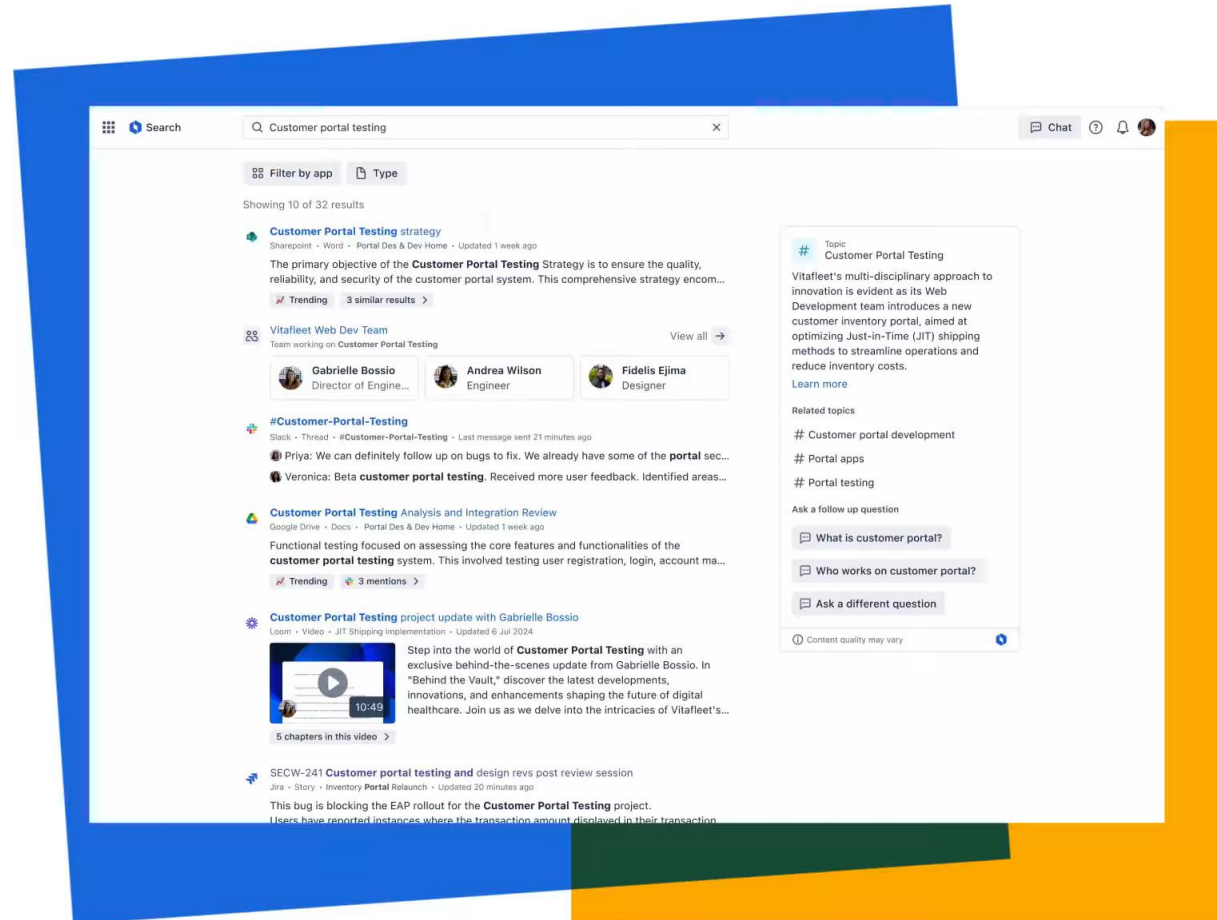 Search
Customer portal testing
Chat
Filter by app
Type
Showing 10 of 32 results
Customer Portal Testing strategy
Sharepoint • Word • Portal Des & Dev Home • Updated 1 week ago
The primary objective of the Customer Portal Testing Strategy is to ensure the quality,
reliability, and security of the customer portal system. This comprehensive strategy encom...
Trending
3 similar results
Vitafleet Web Dev Team
Team working on Customer Portal Testing
View all
Gabrielle Bossio
Director of Engine...
Andrea Wilson
Engineer
Fidelis Ejima
Designer
#Customer-Portal-Testing
Slack • Thread • #Customer-Portal-Testing • Last message sent 21 minutes ago
Priya: We can definitely follow up on bugs to fix. We already have some of the portal sec...
Veronica: Beta customer portal testing. Received more user feedback. Identified areas...
Customer Portal Testing Analysis and Integration Review
Google Drive • Docs • Portal Des & Dev Home • Updated 1 week ago
Functional testing focused on assessing the core features and functionalities of the
customer portal testing system. This involved testing user registration, login, account ma...
Trending
3 mentions
Customer Portal Testing project update with Gabrielle Bossio
Loom • Video • JIT Shipping Implementation • Updated 6 Jul 2024
10:49
Step into the world of Customer Portal Testing with an
exclusive behind-the-scenes update from Gabrielle Bossio. In
"Behind the Vault," discover the latest developments,
innovations, and enhancements shaping the future of digital
healthcare. Join us as we delve into the intricacies of Vitafleet's...
5 chapters in this video
SECW-241 Customer portal testing and design revs post review session
Jira • Story • Inventory Portal Relaunch • Updated 20 minutes ago
This bug is blocking the EAP rollout for the Customer Portal Testing project.
Users have reported instances where the transaction amount displayed in their transaction
Topic
Customer Portal Testing
Vitafleet's multi-disciplinary approach to
innovation is evident as its Web
Development team introduces a new
customer inventory portal, aimed at
optimizing Just-in-Time (JIT) shipping
methods to streamline operations and
reduce inventory costs.
Learn more
Related topics
# Customer portal development
# Portal apps
# Portal testing
Ask a follow up question
What is customer portal?
Who works on customer portal?
Ask a different question
Content quality may vary